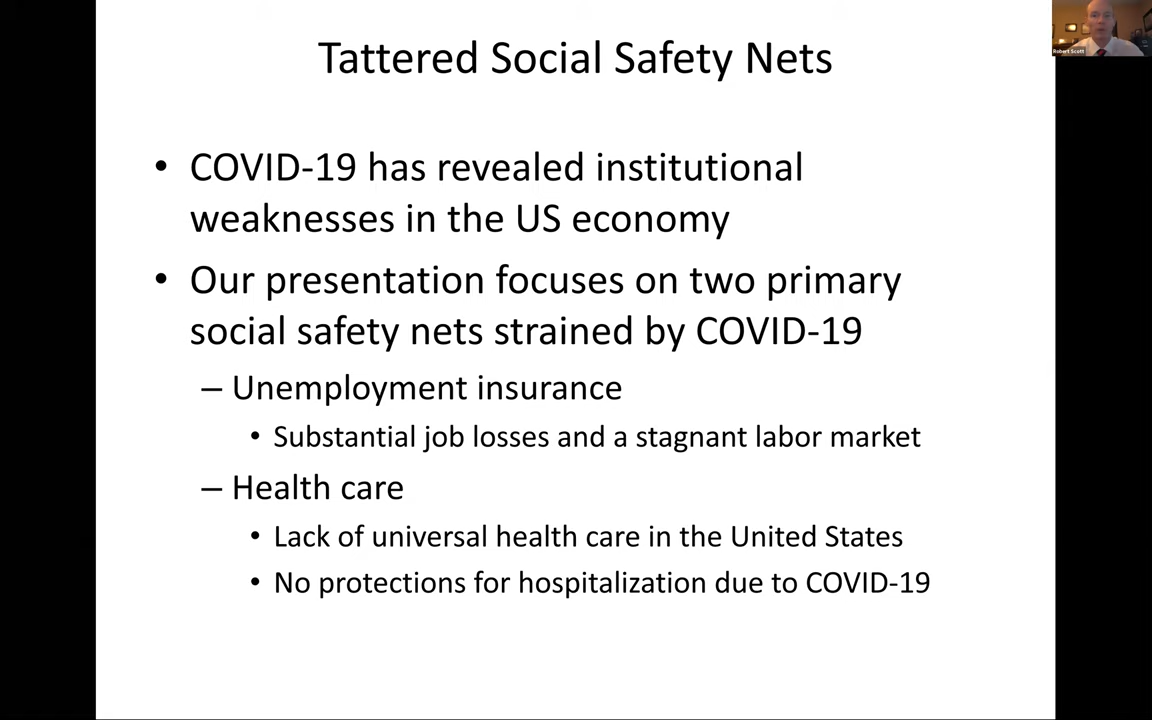 Tattered Social Safety Nets
Robert Scott
• COVID-19 has revealed institutional
weaknesses in the US economy
• Our presentation focuses on two primary
social safety nets strained by COVID-19
– Unemployment insurance
• Substantial job losses and a stagnant labor market
– Health care
• Lack of universal health care in the United States
• No protections for hospitalization due to COVID-19